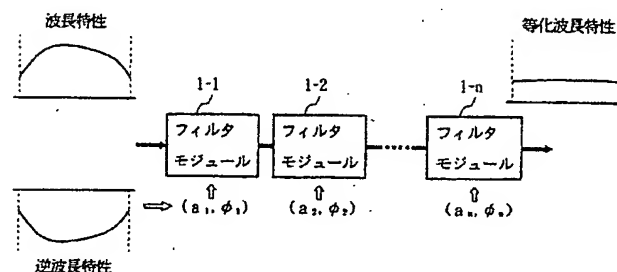 波長特性
等化波長特性
1-1
1-2
1-n
フィルタ
モジュール
フィルタ
モジュール
フィルタ
モジュール
(a₁, φ₁)
(a₂, φ₂)
(aₙ, φₙ)
逆波長特性